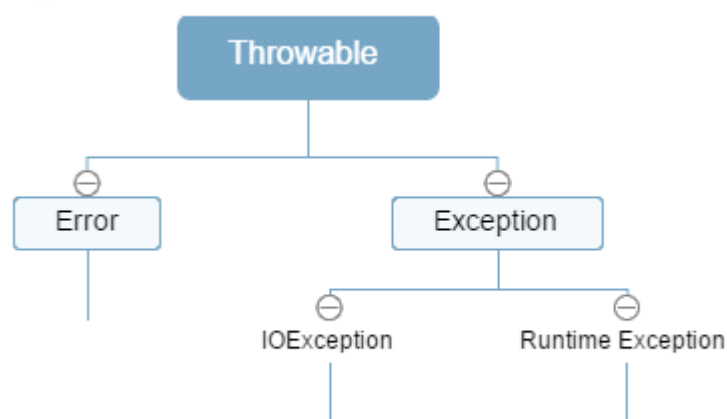 Throwable
Error
Exception
IOException
Runtime Exception